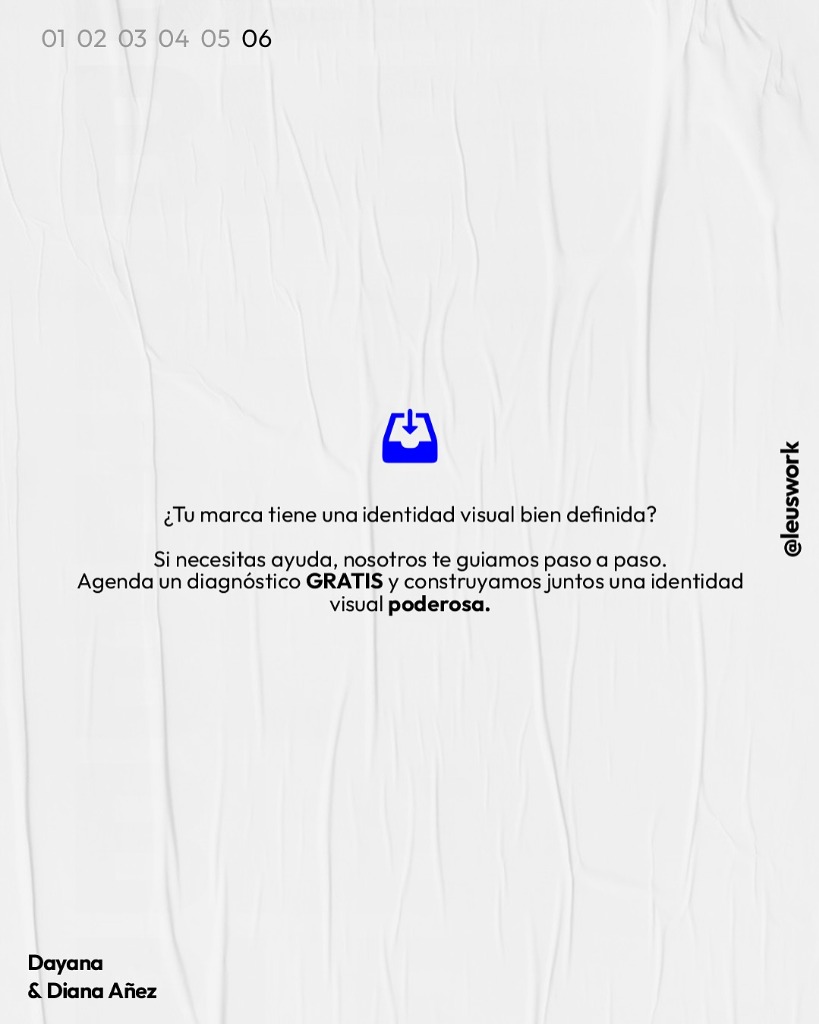 01 02 03 04 05 06
¿Tu marca tiene una identidad visual bien definida?
Si necesitas ayuda, nosotros te guiamos paso a paso.
Agenda un diagnóstico GRATIS y construyamos juntos una identidad
visual poderosa.
@leuswork
Dayana
& Diana Añez